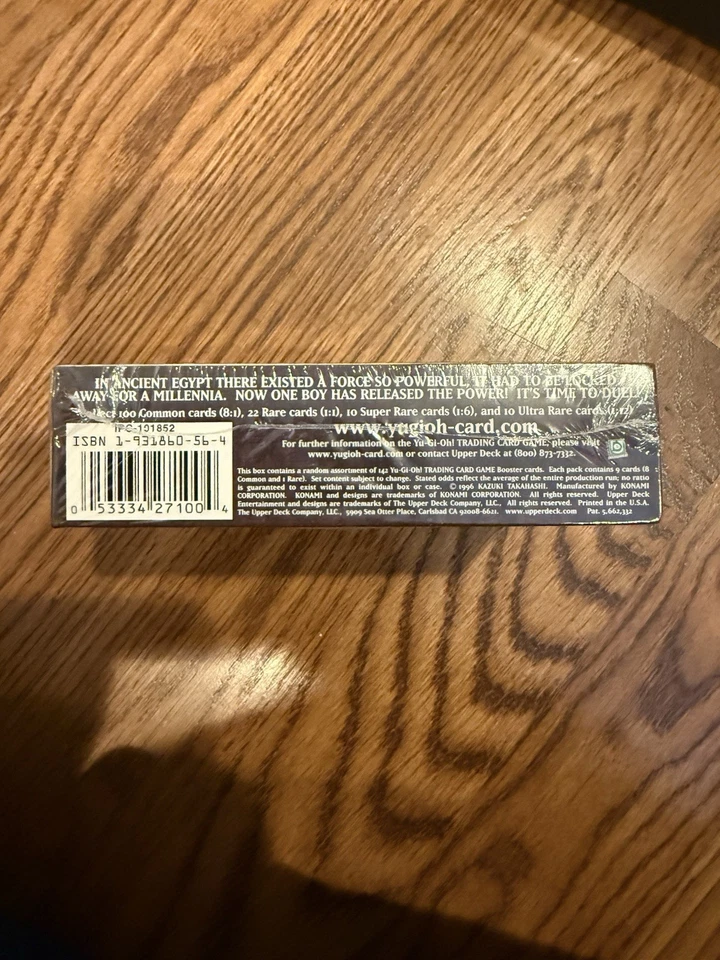 IN ANCIENT EGYPT THERE EXISTED A FORCE SO POWERFUL, IT HAD TO BE LOCKED
AWAY FOR A MILLENNIA. NOW ONE BOY HAS RELEASED THE POWER! IT'S TIME TO DUEL!
Collect 100 Common cards (8:1), 22 Rare cards (1:1), 10 Super Rare cards (1:6), and 10 Ultra Rare cards (1:12)
www.yugioh-card.com
For further information on the Yu-Gi-Oh! TRADING CARD GAME, please visit
www.yugioh-card.com or contact Upper Deck at (800) 873-7332.
This box contains a random assortment of 142 Yu-Gi-Oh! TRADING CARD GAME Booster cards. Each pack contains 9 cards (8
Common and 1 Rare). Set content subject to change. Stated odds reflect the average of the entire production run; no ratio
is guaranteed to exist within an individual box or case. © 1996 KAZUKI TAKAHASHI. Manufactured by KONAMI
CORPORATION. KONAMI and designs are trademarks of KONAMI CORPORATION. All rights reserved. Upper Deck
Entertainment and designs are trademarks of The Upper Deck Company, LLC., All rights reserved. Printed in the U.S.A.
The Upper Deck Company, LLC., 5909 Sea Otter Place, Carlsbad CA 92008-6621. www.upperdeck.com Pat. 5,662,332
UPC-101852
ISBN 1-931860-56-4
0 53334 27100 4